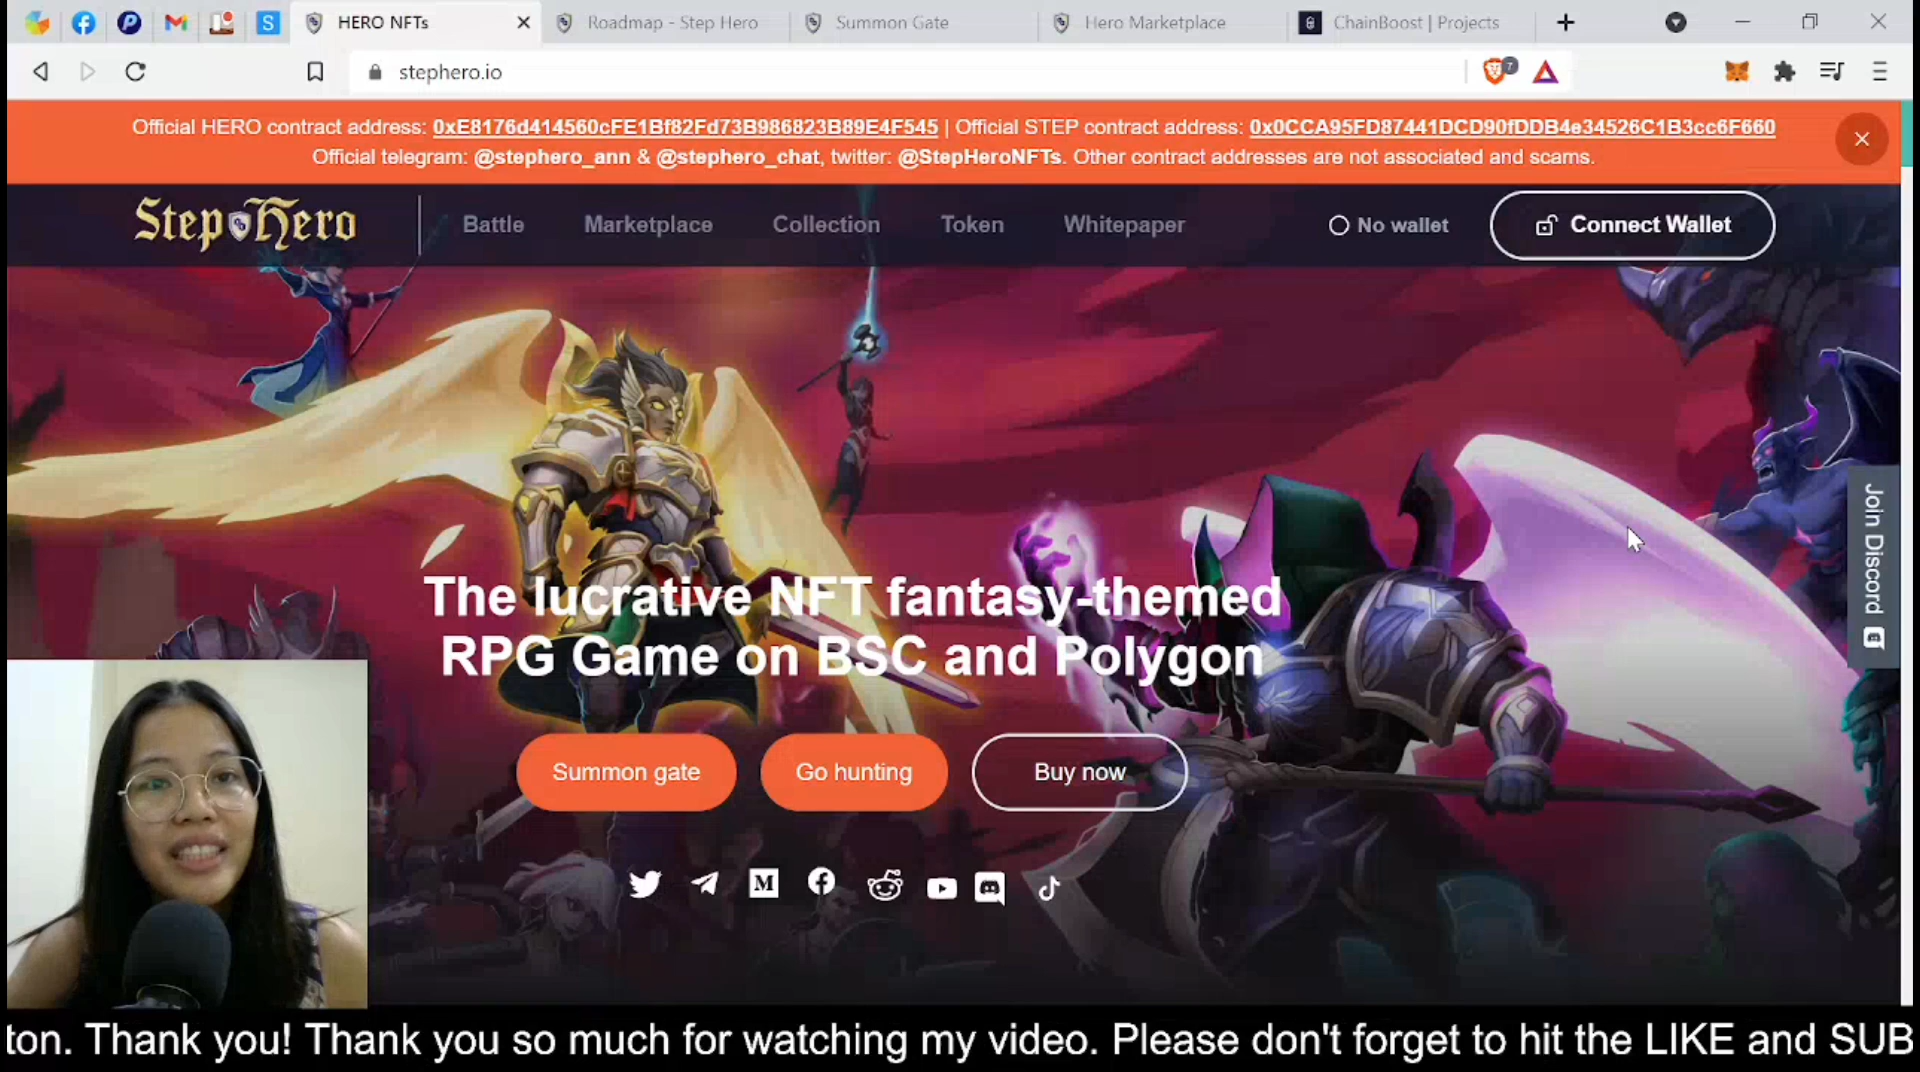 HERO NFTs
Roadmap - Step Hero
Summon Gate
Hero Marketplace
ChainBoost | Projects
stephero.io
7
Official HERO contract address: 0xE8176d414560cFE1Bf82Fd73B986823B89E4F545 | Official STEP contract address: 0x0CCA95FD87441DCD90fDDB4e34526C1B3cc6F660
Official telegram: @stephero_ann & @stephero_chat, twitter: @StepHeroNFTs. Other contract addresses are not associated and scams.
Step Hero
Battle
Marketplace
Collection
Token
Whitepaper
No wallet
Connect Wallet
Join Discord
The lucrative NFT fantasy-themed
RPG Game on BSC and Polygon
Summon gate
Go hunting
Buy now
ton. Thank you! Thank you so much for watching my video. Please don't forget to hit the LIKE and SUB